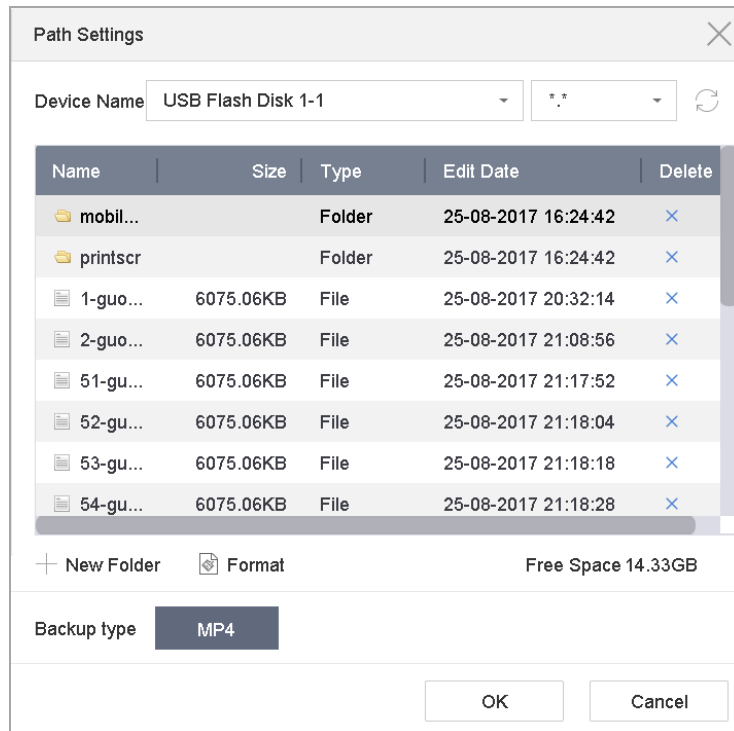 Path Settings
Device Name USB Flash Disk 1-1 *.*
Name Size Type Edit Date Delete
mobil... Folder 25-08-2017 16:24:42
printscr Folder 25-08-2017 16:24:42
1-guo... 6075.06KB File 25-08-2017 20:32:14
2-guo... 6075.06KB File 25-08-2017 21:08:56
51-gu... 6075.06KB File 25-08-2017 21:17:52
52-gu... 6075.06KB File 25-08-2017 21:18:04
53-gu... 6075.06KB File 25-08-2017 21:18:18
54-gu... 6075.06KB File 25-08-2017 21:18:28
New Folder Format Free Space 14.33GB
Backup type MP4
OK Cancel